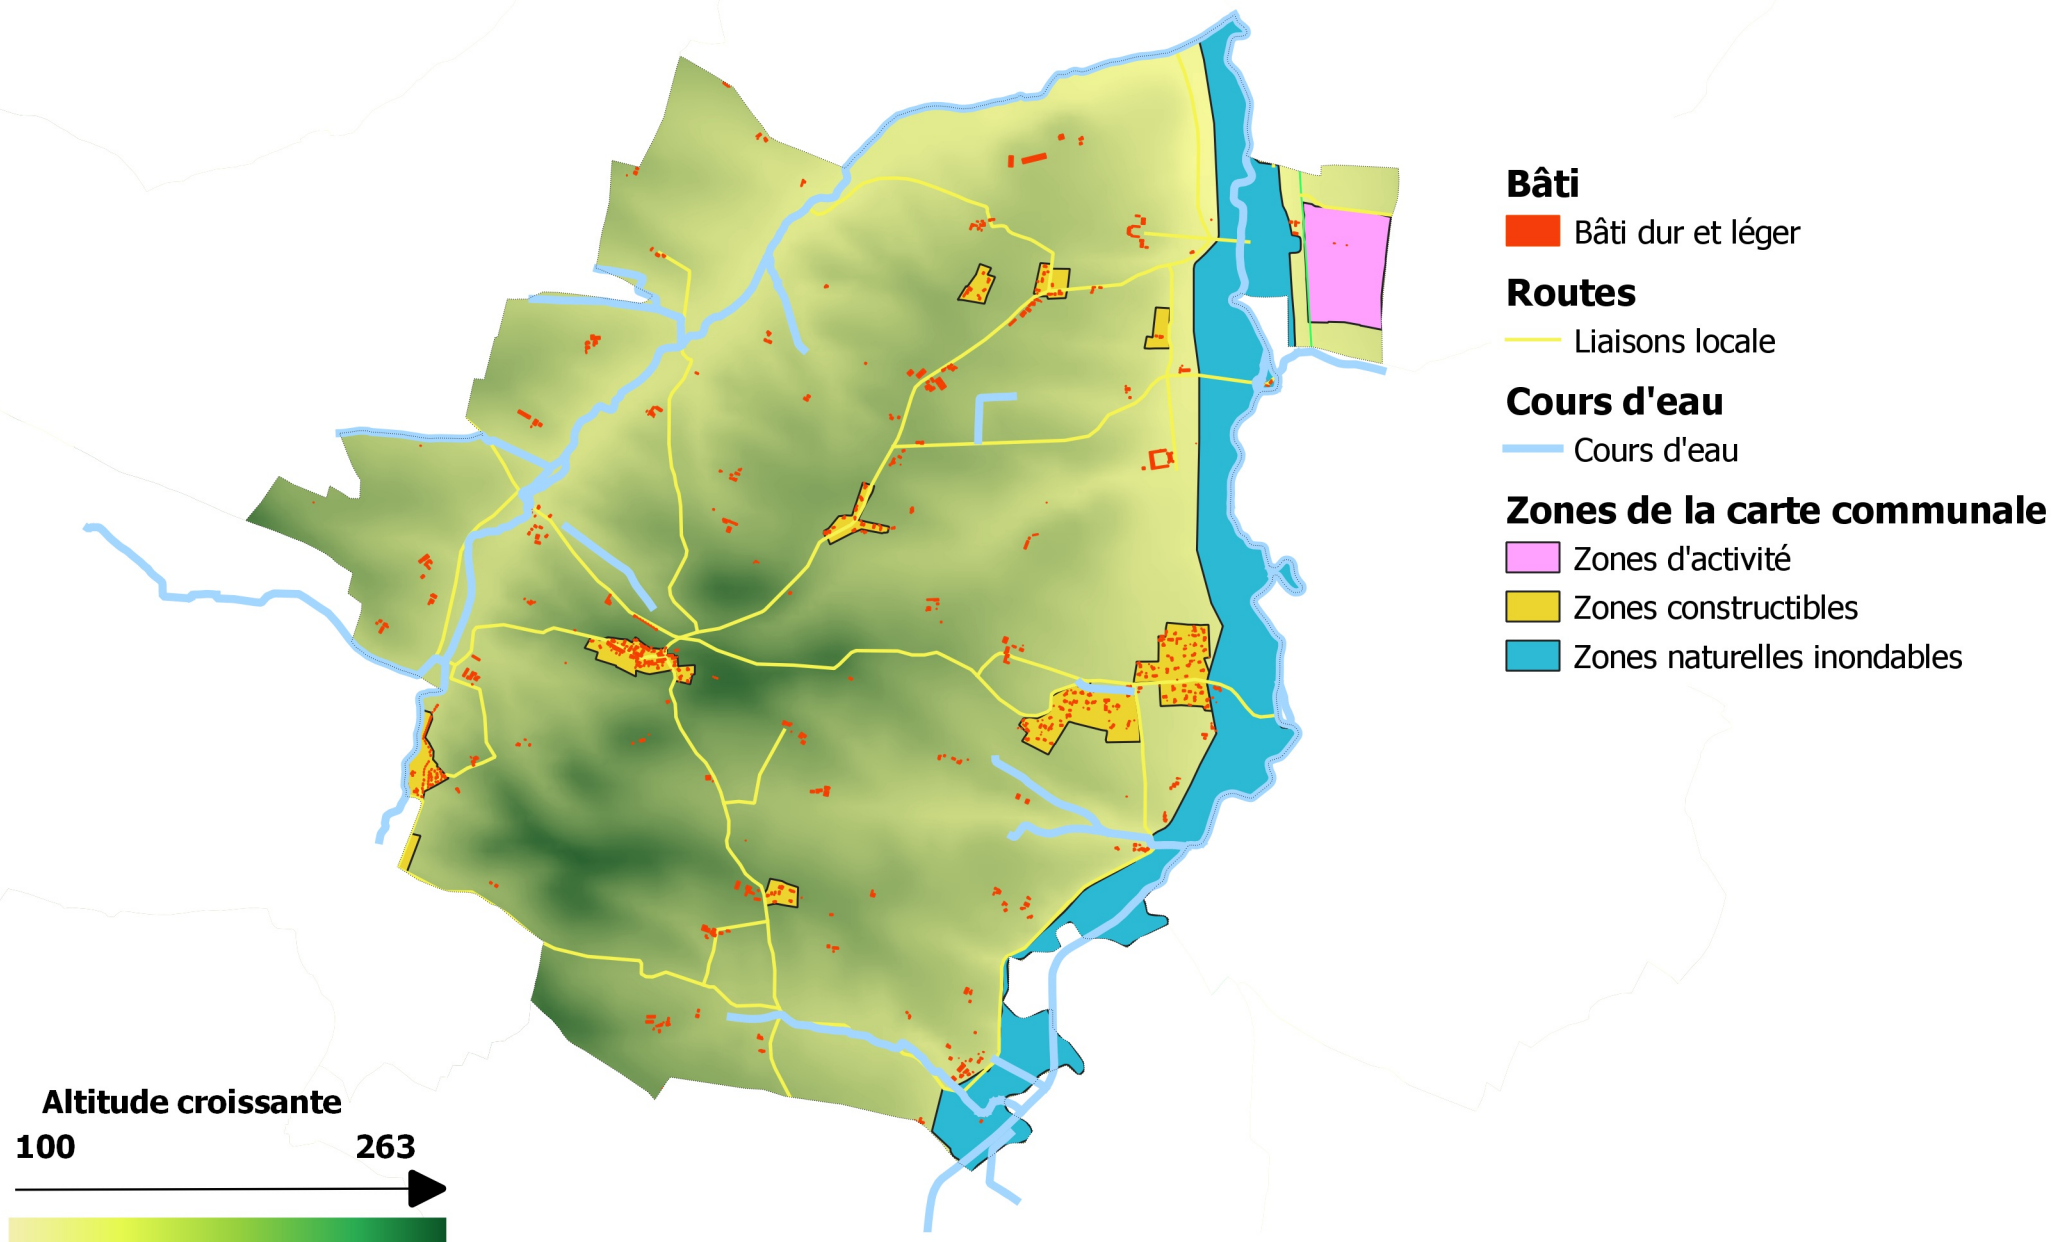 Bâti
Bâti dur et léger
Routes
Liaisons locale
Cours d'eau
Cours d'eau
Zones de la carte communale
Zones d'activité
Zones constructibles
Zones naturelles inondables
Altitude croissante
100 263